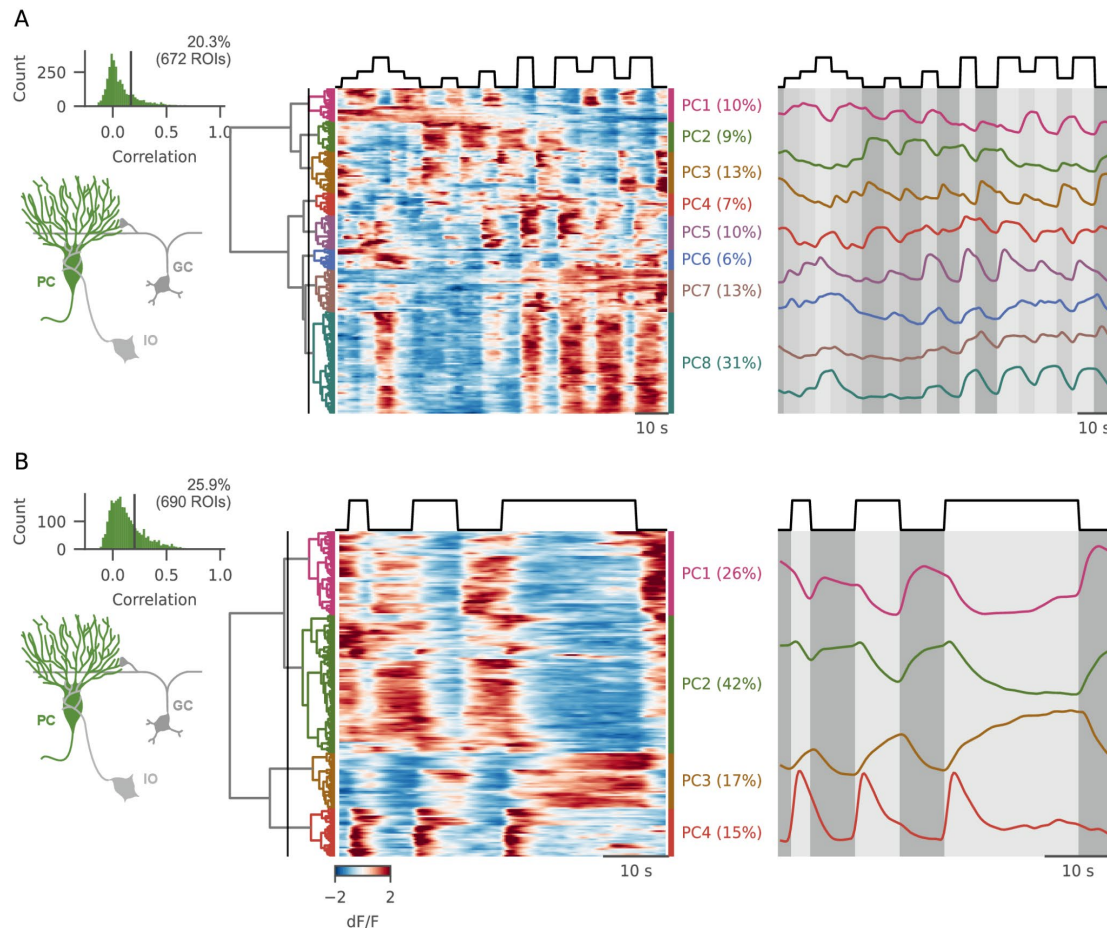 A
20.3%
(672 ROIs)
Count
250
0
0.0
0.5
1.0
Correlation
PC
GC
IO
PC1 (10%)
PC2 (9%)
PC3 (13%)
PC4 (7%)
PC5 (10%)
PC6 (6%)
PC7 (13%)
PC8 (31%)
10 s
10 s
B
25.9%
(690 ROIs)
Count
100
0
0.0
0.5
1.0
Correlation
PC
GC
IO
PC1 (26%)
PC2 (42%)
PC3 (17%)
PC4 (15%)
10 s
10 s
−2
2
dF/F